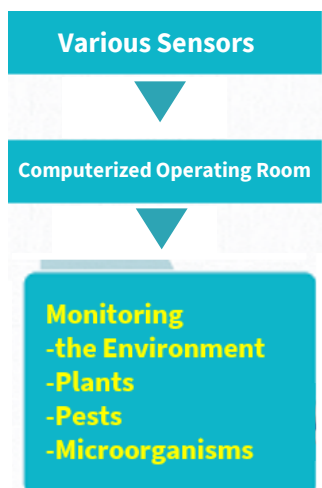 Various Sensors
Computerized Operating Room
Monitoring
-the Environment
-Plants
-Pests
-Microorganisms